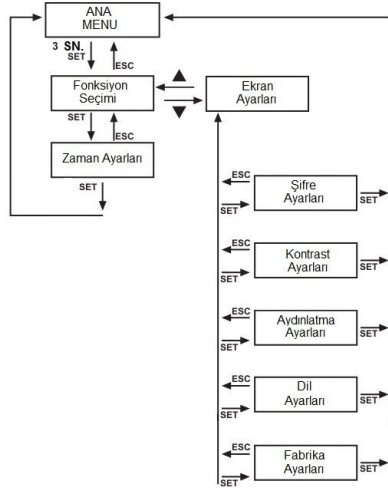 ANA
MENU
3 SN.
SET
ESC
Fonksiyon
Seçimi
Ekran
Ayarları
SET
ESC
Zaman Ayarları
SET
ESC
SET
Şifre
Ayarları
SET
ESC
SET
Kontrast
Ayarları
SET
ESC
SET
Aydınlatma
Ayarları
SET
ESC
SET
Dil
Ayarları
SET
ESC
SET
Fabrika
Ayarları
SET